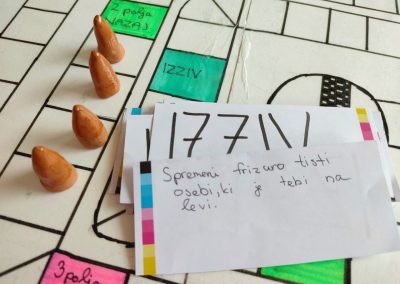 2 polja
NAZAJ
IZZIV
IZZIV
Spremeni frizuro tisti
osebi, ki je tebi na
levi.
3 polja